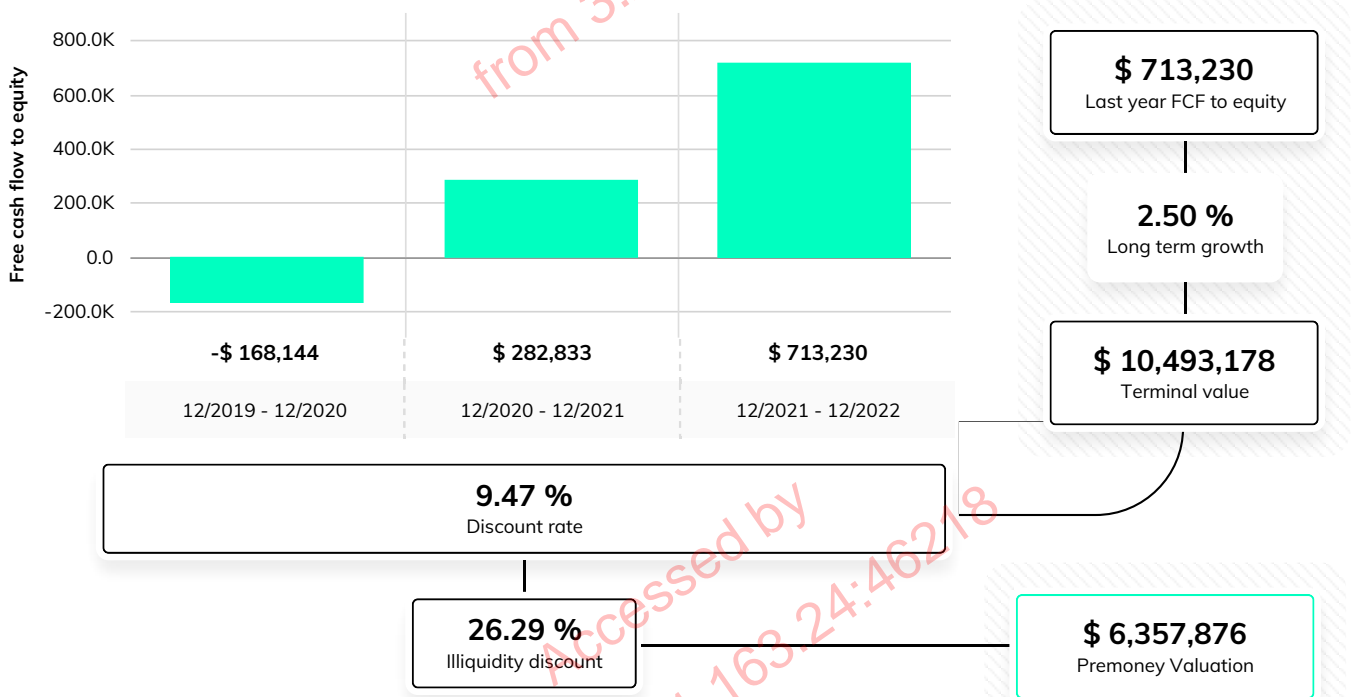 from 3.
Free cash flow to equity
800.0K
600.0K
400.0K
200.0K
0.0
-200.0K
-$ 168,144
$ 282,833
$ 713,230
12/2019 - 12/2020
12/2020 - 12/2021
12/2021 - 12/2022
$ 713,230
Last year FCF to equity
2.50 %
Long term growth
$ 10,493,178
Terminal value
9.47 %
Discount rate
26.29 %
Illiquidity discount
$ 6,357,876
Premoney Valuation
Accessed by
163.24:46218